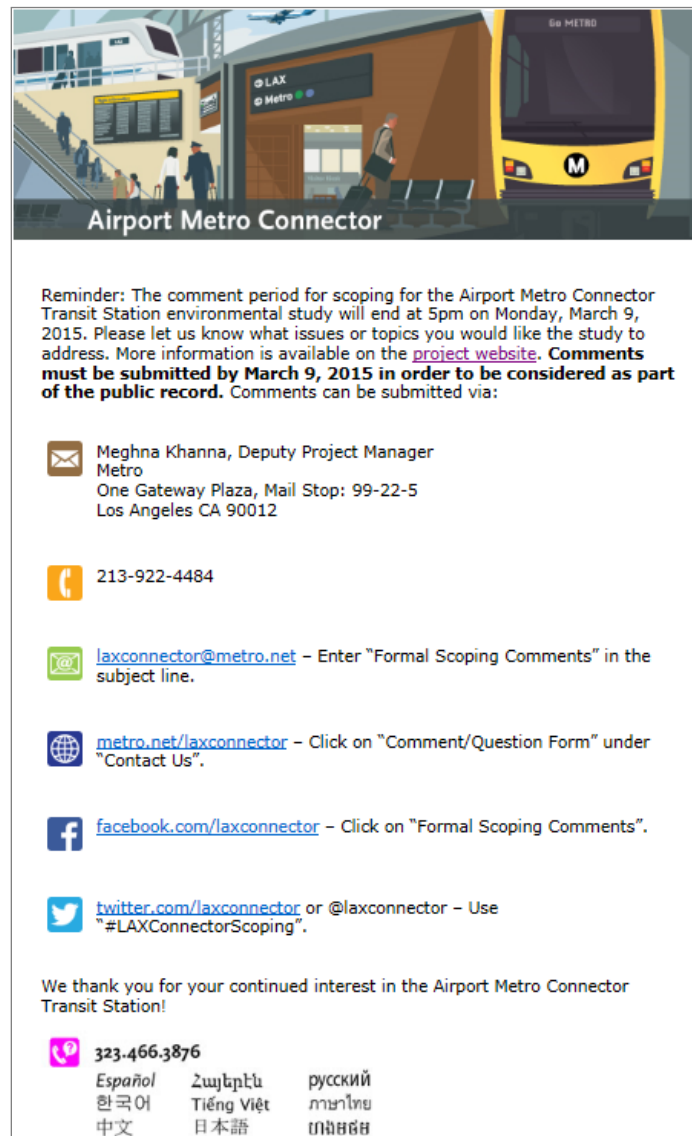 Go METRO
LAX
Metro
M
Airport Metro Connector
Reminder: The comment period for scoping for the Airport Metro Connector
Transit Station environmental study will end at 5pm on Monday, March 9,
2015. Please let us know what issues or topics you would like the study to
address. More information is available on the project website. Comments
must be submitted by March 9, 2015 in order to be considered as part
of the public record. Comments can be submitted via:
Meghna Khanna, Deputy Project Manager
Metro
One Gateway Plaza, Mail Stop: 99-22-5
Los Angeles CA 90012
213-922-4484
laxconnector@metro.net – Enter “Formal Scoping Comments” in the
subject line.
metro.net/laxconnector – Click on “Comment/Question Form” under
“Contact Us”.
facebook.com/laxconnector – Click on “Formal Scoping Comments”.
twitter.com/laxconnector or @laxconnector – Use
“#LAXConnectorScoping”.
We thank you for your continued interest in the Airport Metro Connector
Transit Station!
323.466.3876
Español Հայերէն русский
한국어 Tiếng Việt ภาษาไทย
中文 日本語